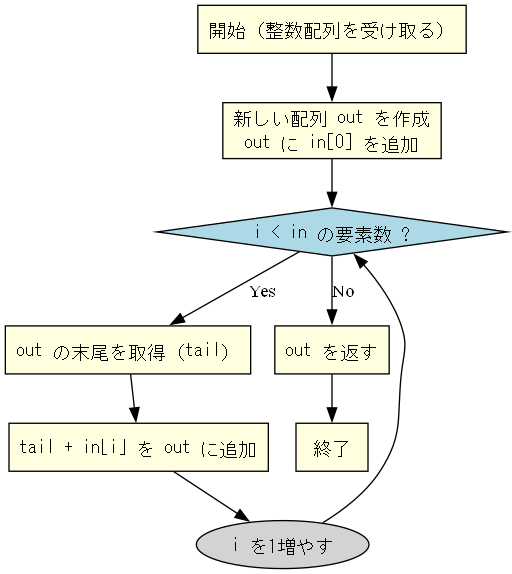 開始（整数配列を受け取る）
新しい配列 out を作成
out に in[0] を追加
i < in の要素数 ?
Yes
No
out の末尾を取得（tail）
out を返す
tail + in[i] を out に追加
終了
i を1増やす